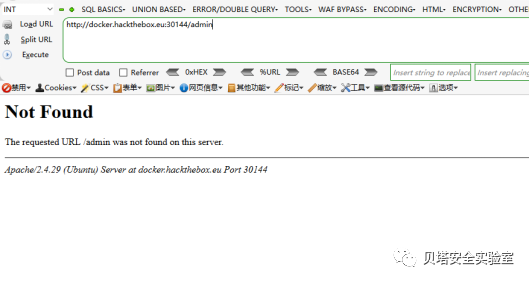 INT SQL BASICS▾ UNION BASED▾ ERROR/DOUBLE QUERY▾ TOOLS▾ WAF BYPASS▾ ENCODING▾ HTML▾ ENCRYPTION▾ OTHE
Load URL http://docker.hackthebox.eu:30144/admin
Split URL
Execute
Post data Referrer 0xHEX %URL BASE64 Insert string to replace Insert replacing
禁用▾ Cookies▾ CSS▾ 表单▾ 图片▾ 网页信息▾ 其他功能▾ 标记▾ 缩放▾ 工具▾ 查看源代码▾ 选项▾
Not Found
The requested URL /admin was not found on this server.
Apache/2.4.29 (Ubuntu) Server at docker.hackthebox.eu Port 30144
贝塔安全实验室